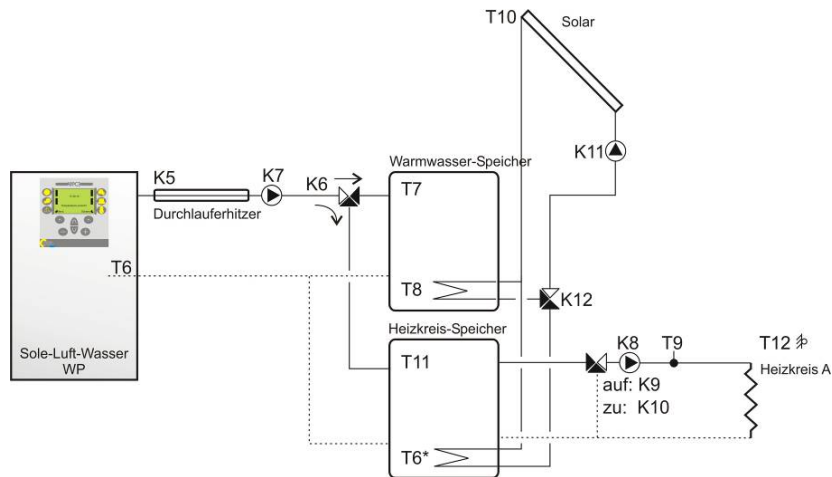 T10
Solar
K11
K5
K7
K6
Warmwasser-Speicher
T7
Durchlauferhitzer
T6
T8
K12
Heizkreis-Speicher
Sole-Luft-Wasser
WP
T11
K8
T9
T12
auf: K9
Heizkreis A
zu: K10
T6*